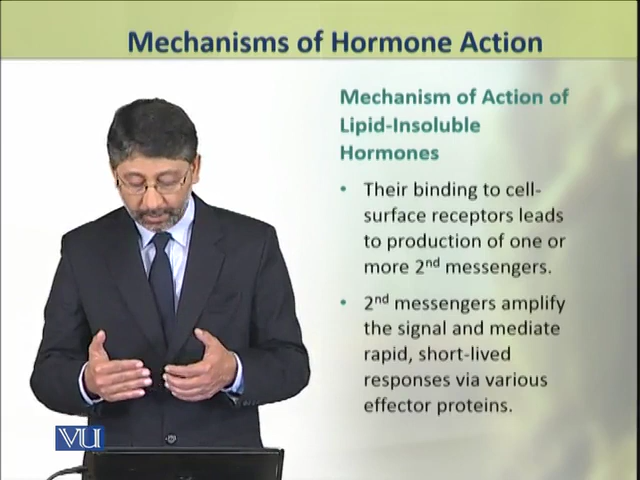 Mechanisms of Hormone Action
Mechanism of Action of
Lipid-Insoluble
Hormones
• Their binding to cell-
surface receptors leads
to production of one or
more 2nd messengers.
• 2nd messengers amplify
the signal and mediate
rapid, short-lived
responses via various
effector proteins.
VU